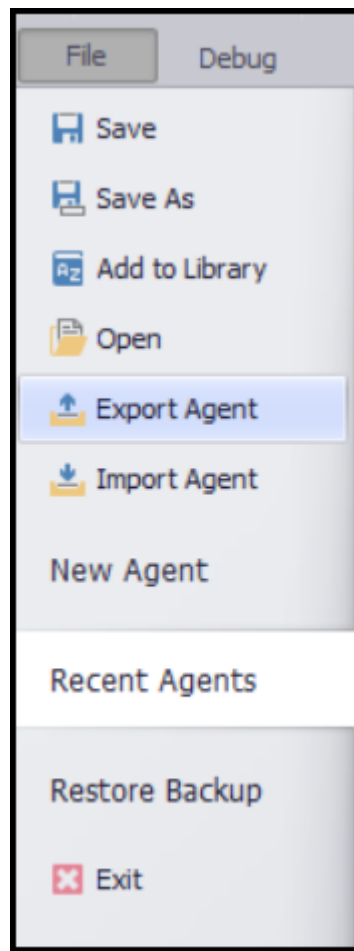 File Debug
Save
Save As
AZ Add to Library
Open
Export Agent
Import Agent
New Agent
Recent Agents
Restore Backup
Exit